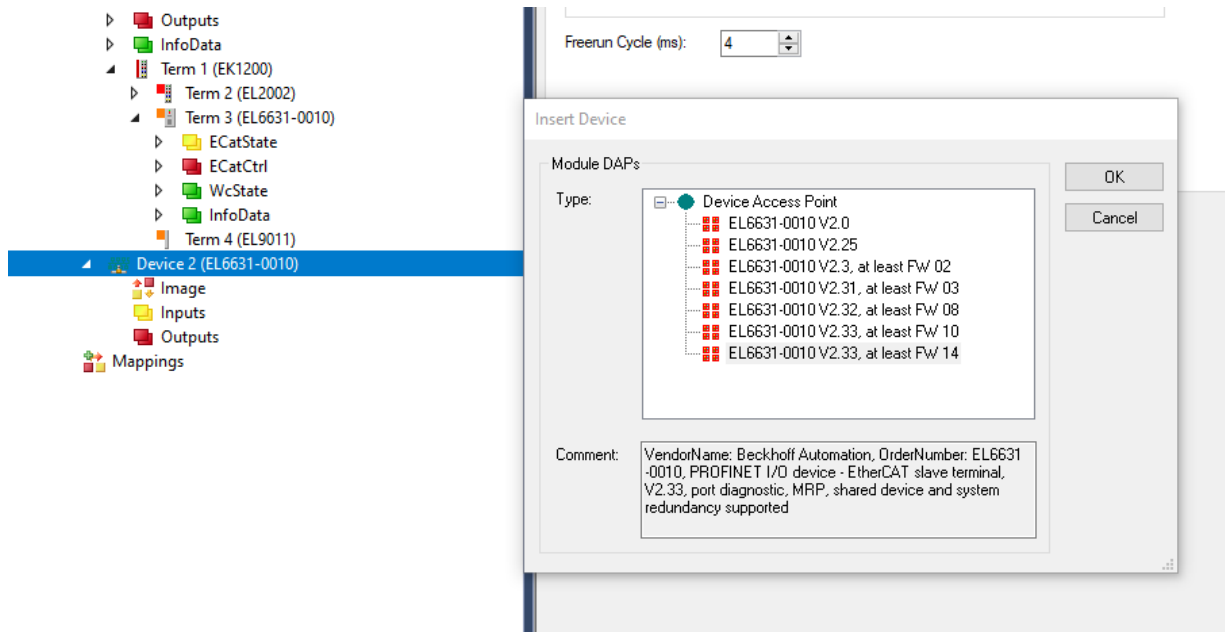 Outputs
InfoData
Term 1 (EK1200)
Term 2 (EL2002)
Term 3 (EL6631-0010)
ECatState
ECatCtrl
WcState
InfoData
Term 4 (EL9011)
Device 2 (EL6631-0010)
Image
Inputs
Outputs
Mappings
Freerun Cycle (ms):
4
Insert Device
Module DAPs
Type:
Device Access Point
EL6631-0010 V2.0
EL6631-0010 V2.25
EL6631-0010 V2.3, at least FW 02
EL6631-0010 V2.31, at least FW 03
EL6631-0010 V2.32, at least FW 08
EL6631-0010 V2.33, at least FW 10
EL6631-0010 V2.33, at least FW 14
OK
Cancel
Comment:
VendorName: Beckhoff Automation, OrderNumber: EL6631
-0010, PROFINET I/O device - EtherCAT slave terminal,
V2.33, port diagnostic, MRP, shared device and system
redundancy supported